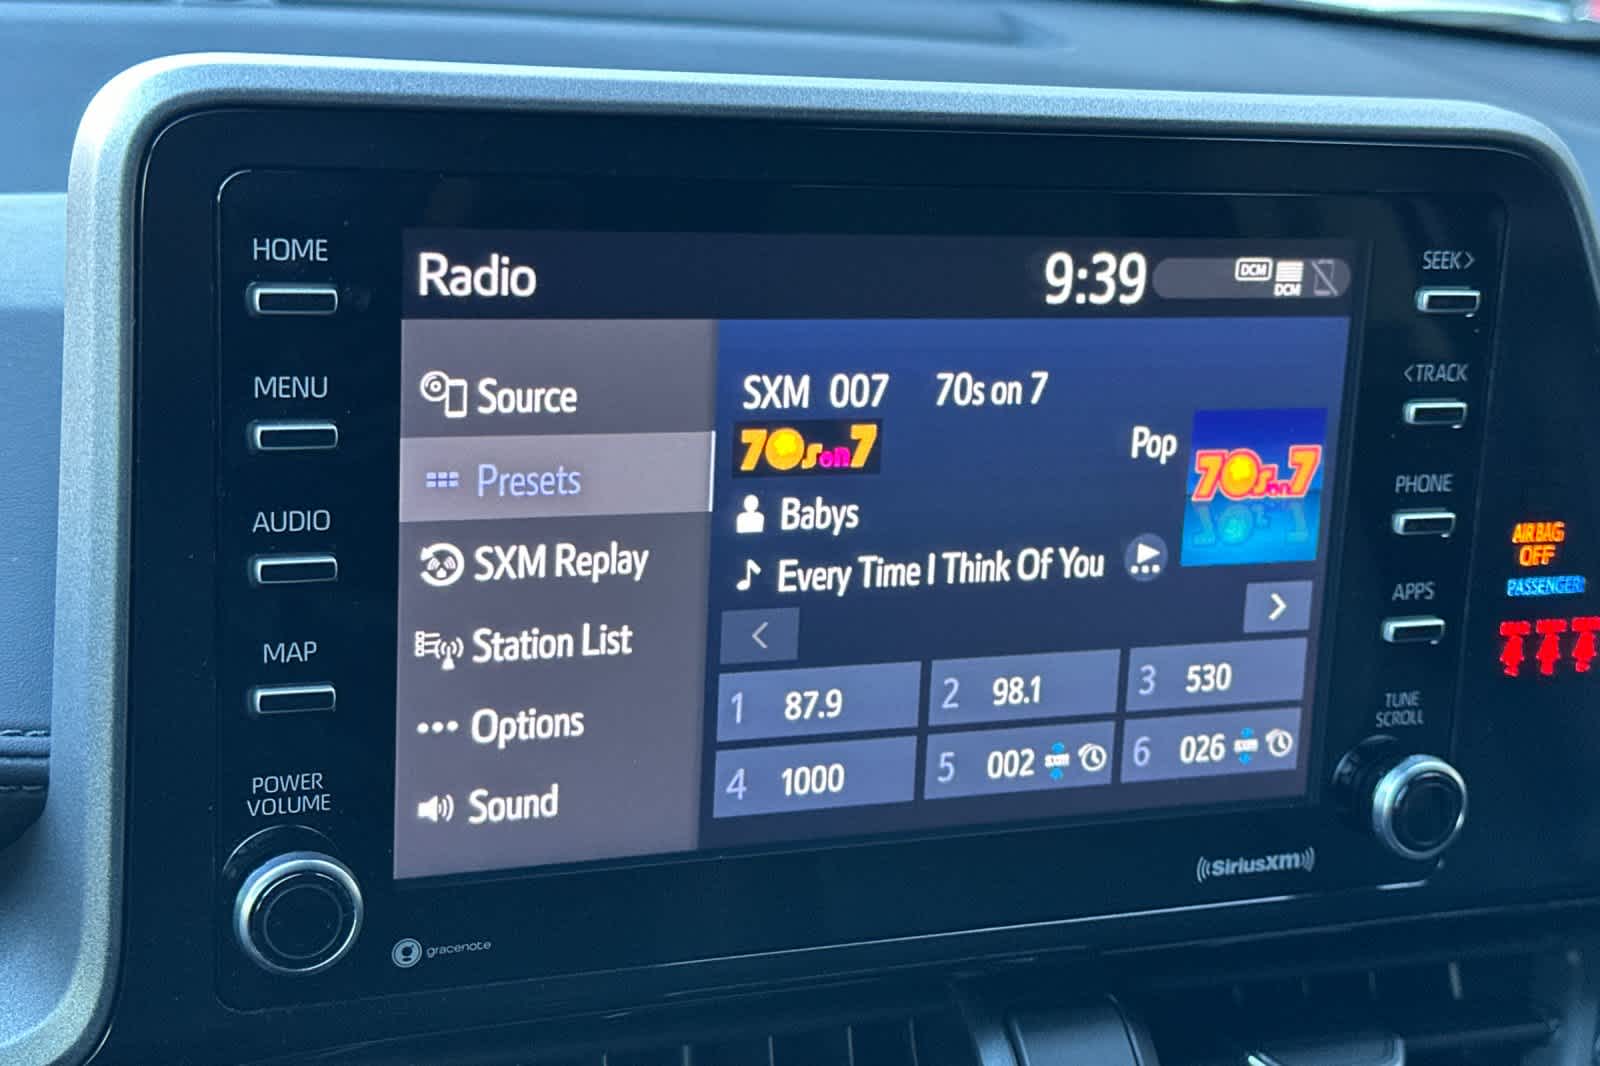 HOME
MENU
AUDIO
MAP
POWER
VOLUME
Radio
9:39
DCM
DCM
Source
Presets
SXM Replay
Station List
Options
Sound
SXM 007 70s on 7
70s on 7
Pop
70s on 7
Babys
Every Time I Think Of You
1 87.9
2 98.1
3 530
4 1000
5 002 sxm
6 026 sxm
SEEK>
<TRACK
PHONE
APPS
TUNE
SCROLL
AIR BAG
OFF
PASSENGER
gracenote
SiriusXM